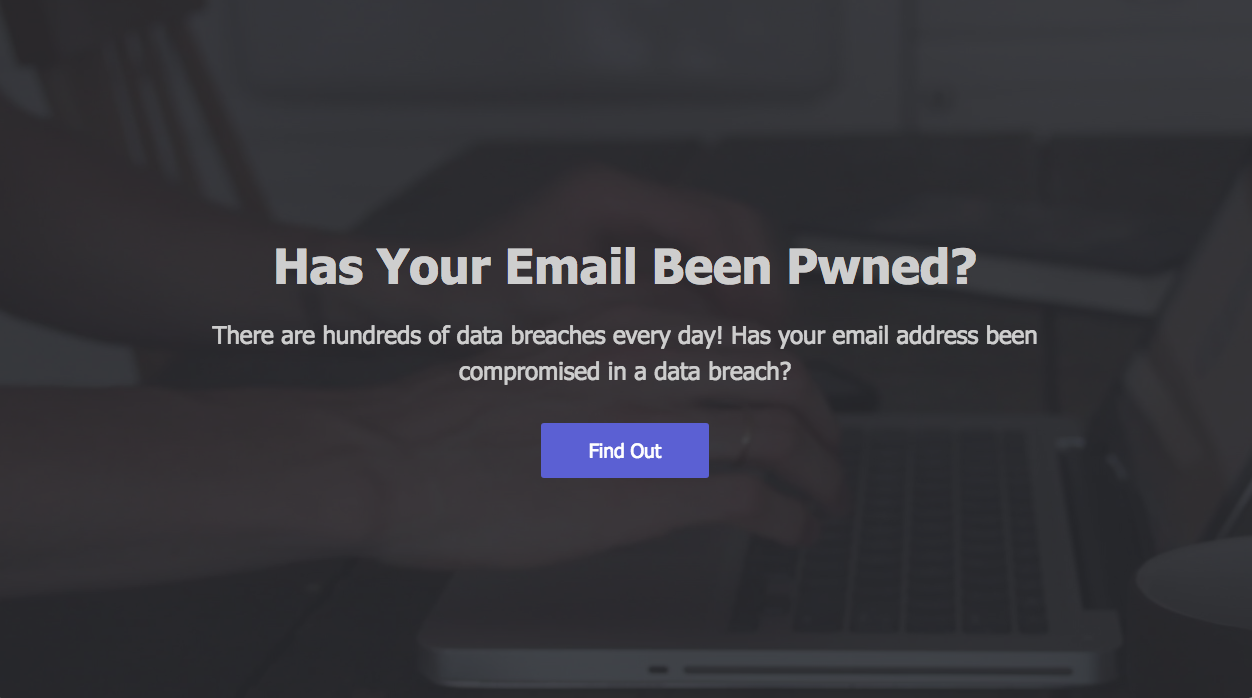 Has Your Email Been Pwned?
There are hundreds of data breaches every day! Has your email address been
compromised in a data breach?
Find Out